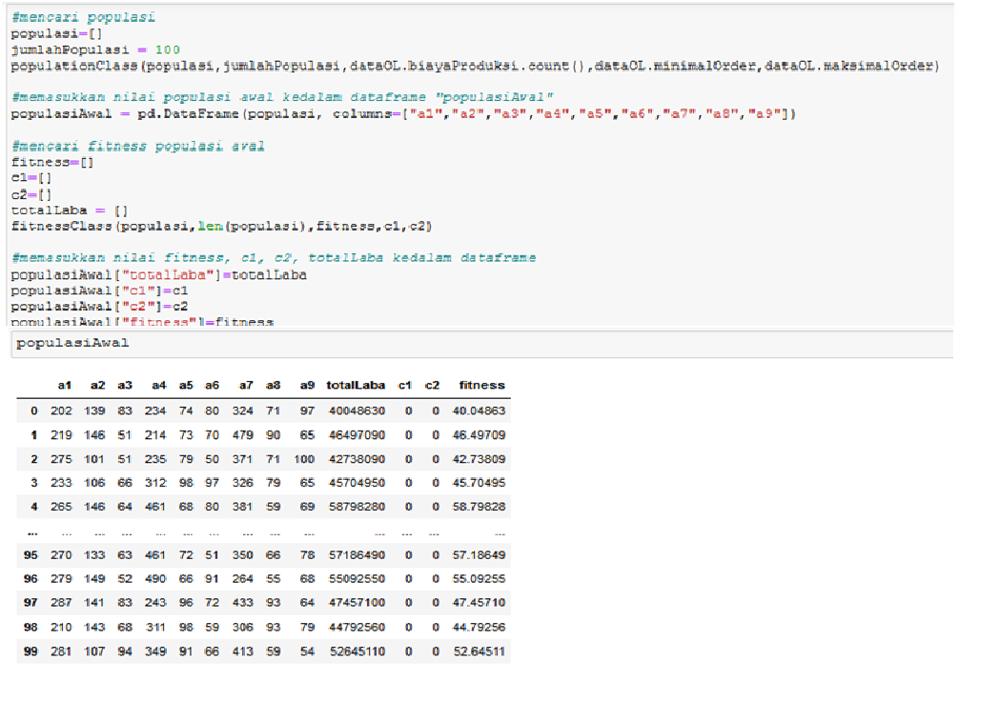 #mencari populasi
populasi=[]
jumlahPopulasi = 100
populationClass(populasi,jumlahPopulasi,dataOL.biayaProduksi.count(),dataOL.minimalOrder,dataOL.maksimalOrder)
#memasukkan nilai populasi awal kedalam dataframe "populasiAwal"
populasiAwal = pd.DataFrame(populasi, columns=["a1","a2","a3","a4","a5","a6","a7","a8","a9"])
#mencari fitness populasi awal
fitness=[]
c1=[]
c2=[]
totalLaba = []
fitnessClass(populasi,len(populasi),fitness,c1,c2)
#memasukkan nilai fitness, c1, c2, totalLaba kedalam dataframe
populasiAwal["totalLaba"]=totalLaba
populasiAwal["c1"]=c1
populasiAwal["c2"]=c2
populasiAwal["fitness"]=fitness
populasiAwal
a1 a2 a3 a4 a5 a6 a7 a8 a9 totalLaba c1 c2 fitness
0 202 139 83 234 74 80 324 71 97 40048630 0 0 40.04863
1 219 146 51 214 73 70 479 90 65 46497090 0 0 46.49709
2 275 101 51 235 79 50 371 71 100 42738090 0 0 42.73809
3 233 106 66 312 98 97 326 79 65 45704950 0 0 45.70495
4 265 146 64 461 68 80 381 59 69 58798280 0 0 58.79828
... ... ... ... ... ... ... ... ... ... ... ... ... ...
95 270 133 63 461 72 51 350 66 78 57186490 0 0 57.18649
96 279 149 52 490 66 91 264 55 68 55092550 0 0 55.09255
97 287 141 83 243 96 72 433 93 64 47457100 0 0 47.45710
98 210 143 68 311 98 59 306 93 79 44792560 0 0 44.79256
99 281 107 94 349 91 66 413 59 54 52645110 0 0 52.64511